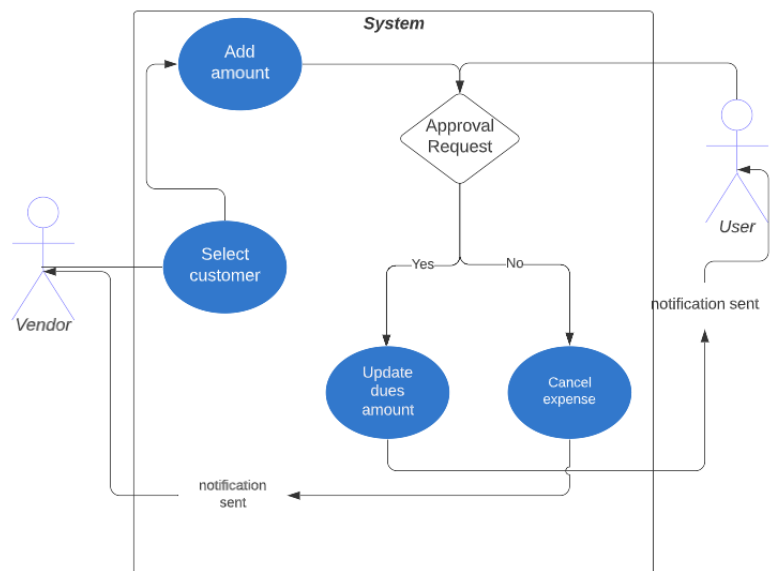 System
Add
amount
Approval
Request
User
Select
customer
Vendor
Yes
No
notification sent
Update
dues
amount
Cancel
expense
notification
sent